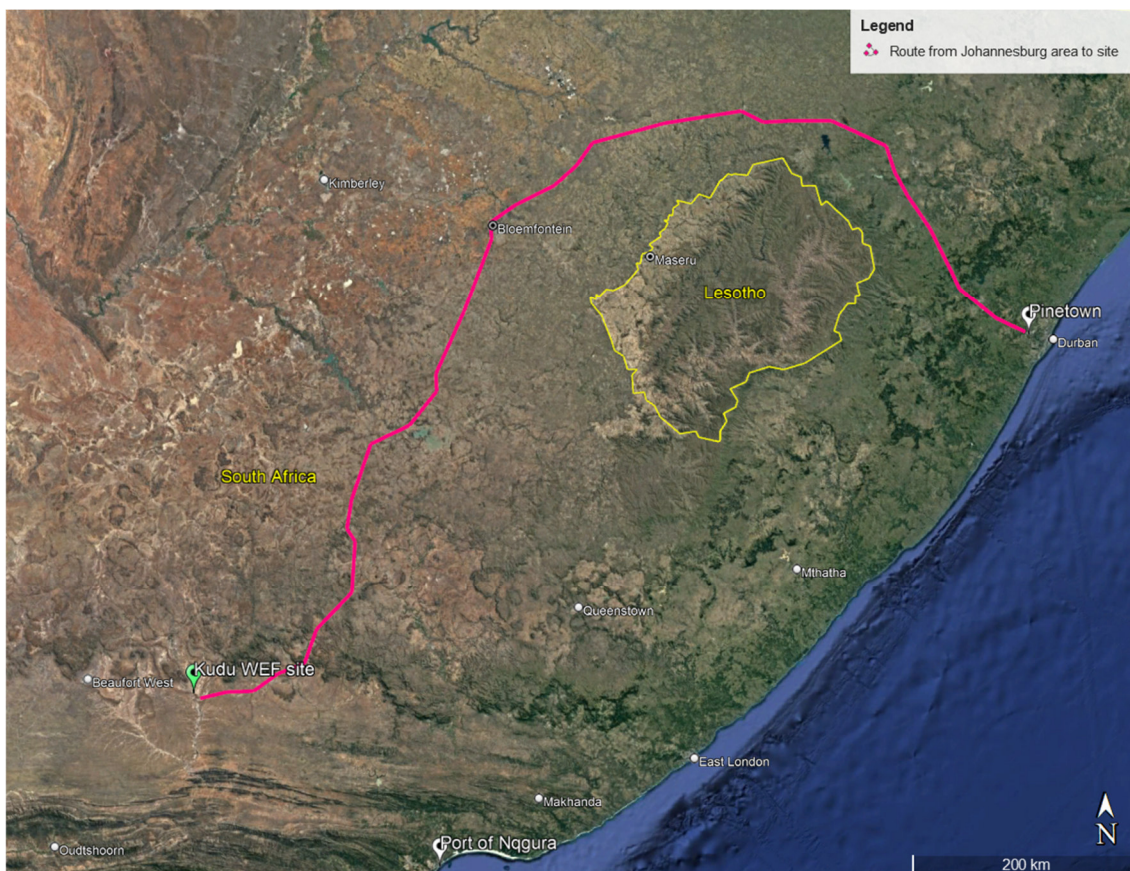 Legend
Route from Johannesburg area to site
Kimberley
Bloemfontein
Maseru
Lesotho
Pinetown
Durban
South Africa
Mthatha
Queenstown
Kudu WEF site
Beaufort West
East London
Makhanda
Port of Nqgura
Oudtshoorn
N
200 km